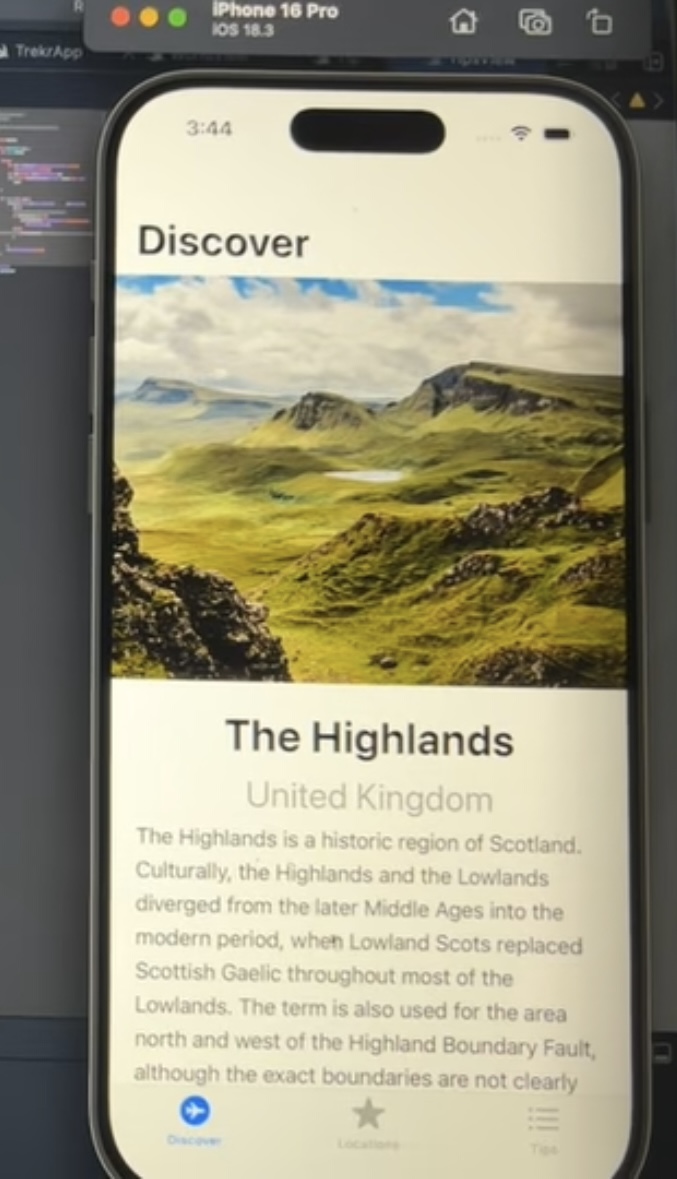 iPhone 16 Pro
iOS 18.3
TrekrApp
3:44
Discover
The Highlands
United Kingdom
The Highlands is a historic region of Scotland.
Culturally, the Highlands and the Lowlands
diverged from the later Middle Ages into the
modern period, when Lowland Scots replaced
Scottish Gaelic throughout most of the
Lowlands. The term is also used for the area
north and west of the Highland Boundary Fault,
although the exact boundaries are not clearly
Discover
Locations
Tips